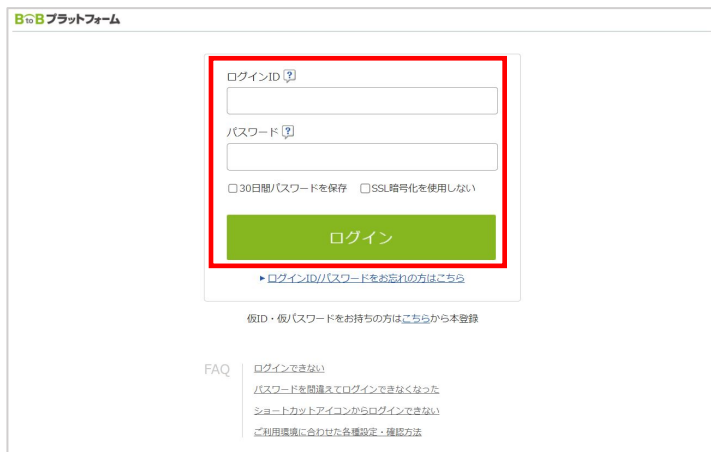 BtoBプラットフォーム
ログインID ?
パスワード ?
30日間パスワードを保存 SSL暗号化を使用しない
ログイン
ログインID/パスワードをお忘れの方はこちら
仮ID・仮パスワードをお持ちの方はこちらから本登録
FAQ
ログインできない
パスワードを間違えてログインできなくなった
ショートカットアイコンからログインできない
ご利用環境に合わせた各種設定・確認方法